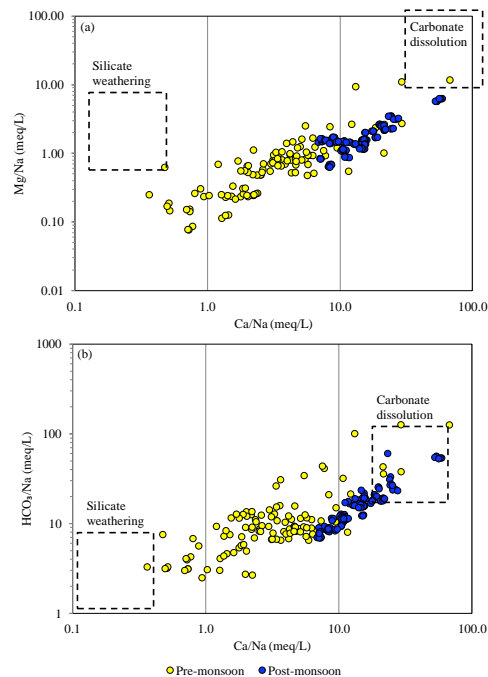 100.00
10.00
1.00
0.10
0.01
Mg/Na (meq/L)
(a)
Silicate
weathering
Carbonate
dissolution
0.1
1.0
10.0
100.0
Ca/Na (meq/L)
1000
100
10
1
HCO₃/Na (meq/L)
(b)
Carbonate
dissolution
Silicate
weathering
0.1
1.0
10.0
100.0
Ca/Na (meq/L)
Pre-monsoon
Post-monsoon